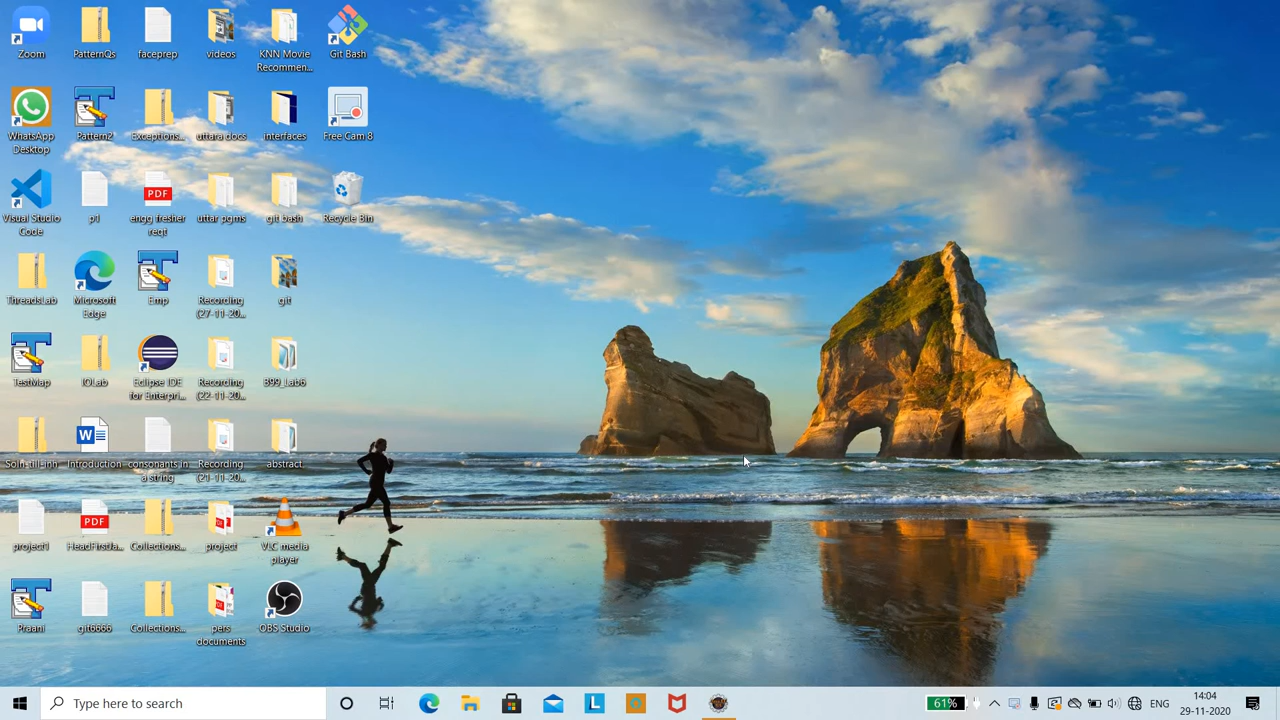 Zoom
PatternQs
faceprep
videos
KNN Movie
Recommen...
Git Bash
WhatsApp
Desktop
Pattern2
Exceptions...
uttara docs
interfaces
Free Cam 8
Visual Studio
Code
p1
PDF
engg fresher
reqt
uttar pgms
git bash
Recycle Bin
ThreadsLab
Microsoft
Edge
Emp
Recording
(27-11-20...
git
TestMap
IOLab
Eclipse IDE
for Enterpri...
Recording
(22-11-20...
B99_Lab6
W
Introduction
consonants in
a string
Recording
(21-11-20...
abstract
project1
PDF
HeadFirstJa...
Collections...
project
VLC media
player
Praani
git6666
Collections...
pers
documents
OBS Studio
Type here to search
L
61%
ENG
14:04
29-11-2020